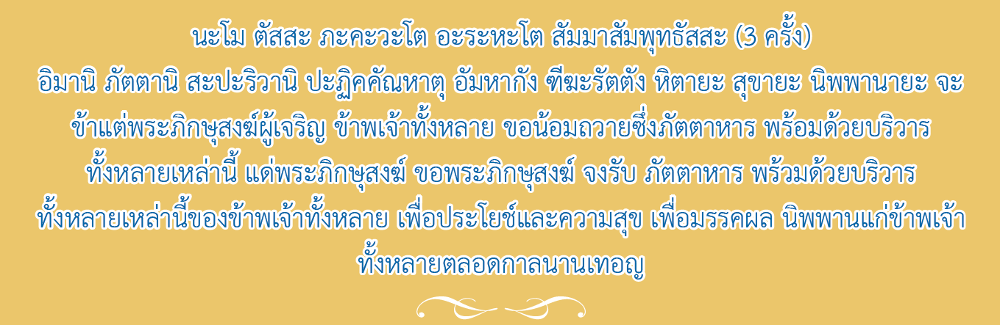 นะโม ตัสสะ ภะคะวะโต อะระหะโต สัมมาสัมพุทธัสสะ (3 ครั้ง)
อิมานิ ภัตตานิ สะปะริวานิ ปะฏิคคัณหาตุ อัมหากัง ฑีฆะรัตตัง หิตายะ สุขายะ นิพพานายะ จะ
ข้าแต่พระภิกษุสงฆ์ผู้เจริญ ข้าพเจ้าทั้งหลาย ขอน้อมถวายซึ่งภัตตาหาร พร้อมด้วยบริวาร
ทั้งหลายเหล่านี้ แด่พระภิกษุสงฆ์ ขอพระภิกษุสงฆ์ จงรับ ภัตตาหาร พร้วมด้วยบริวาร
ทั้งหลายเหล่านี้ของข้าพเจ้าทั้งหลาย เพื่อประโยช์และความสุข เพื่อมรรคผล นิพพานแก่ข้าพเจ้า
ทั้งหลายตลอดกาลนานเทอญ